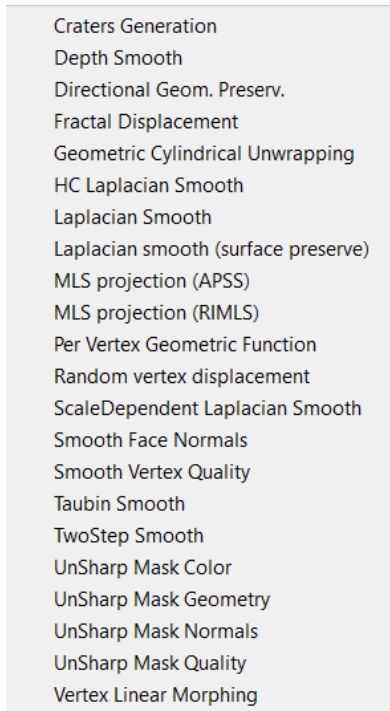 Craters Generation
Depth Smooth
Directional Geom. Preserv.
Fractal Displacement
Geometric Cylindrical Unwrapping
HC Laplacian Smooth
Laplacian Smooth
Laplacian smooth (surface preserve)
MLS projection (APSS)
MLS projection (RIMLS)
Per Vertex Geometric Function
Random vertex displacement
ScaleDependent Laplacian Smooth
Smooth Face Normals
Smooth Vertex Quality
Taubin Smooth
TwoStep Smooth
UnSharp Mask Color
UnSharp Mask Geometry
UnSharp Mask Normals
UnSharp Mask Quality
Vertex Linear Morphing